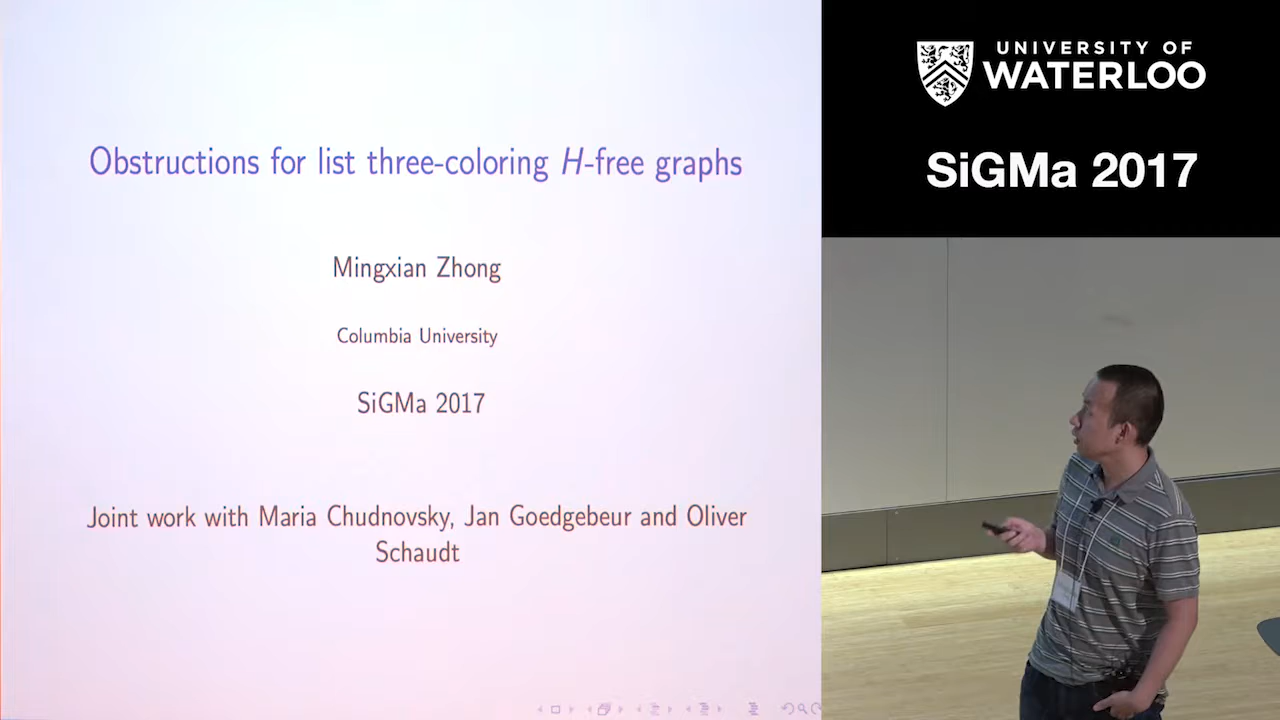 Obstructions for list three-coloring H-free graphs
Mingxian Zhong
Columbia University
SiGMa 2017
Joint work with Maria Chudnovsky, Jan Goedgebeur and Oliver
Schaudt
UNIVERSITY OF
WATERLOO
SiGMa 2017